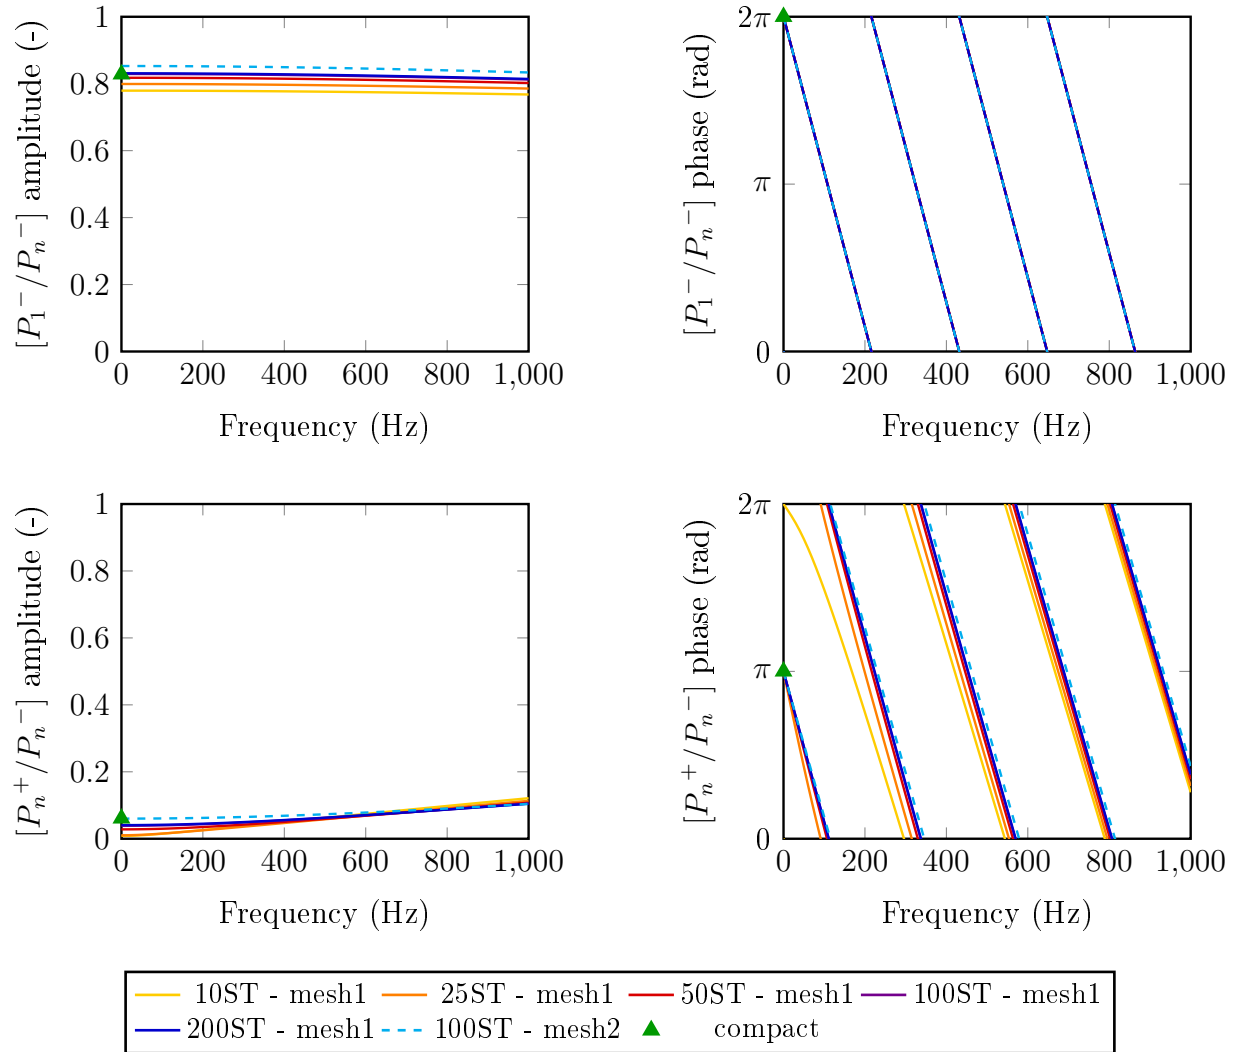 1
0.8
0.6
0.4
0.2
0
0 200 400 600 800 1,000
Frequency (Hz)
[P₁⁻/Pₙ⁻] amplitude (-)
2π
π
0
0 200 400 600 800 1,000
Frequency (Hz)
[P₁⁻/Pₙ⁻] phase (rad)
1
0.8
0.6
0.4
0.2
0
0 200 400 600 800 1,000
Frequency (Hz)
[Pₙ⁺/Pₙ⁻] amplitude (-)
2π
π
0
0 200 400 600 800 1,000
Frequency (Hz)
[Pₙ⁺/Pₙ⁻] phase (rad)
10ST - mesh1 25ST - mesh1 50ST - mesh1 100ST - mesh1
200ST - mesh1 100ST - mesh2 compact